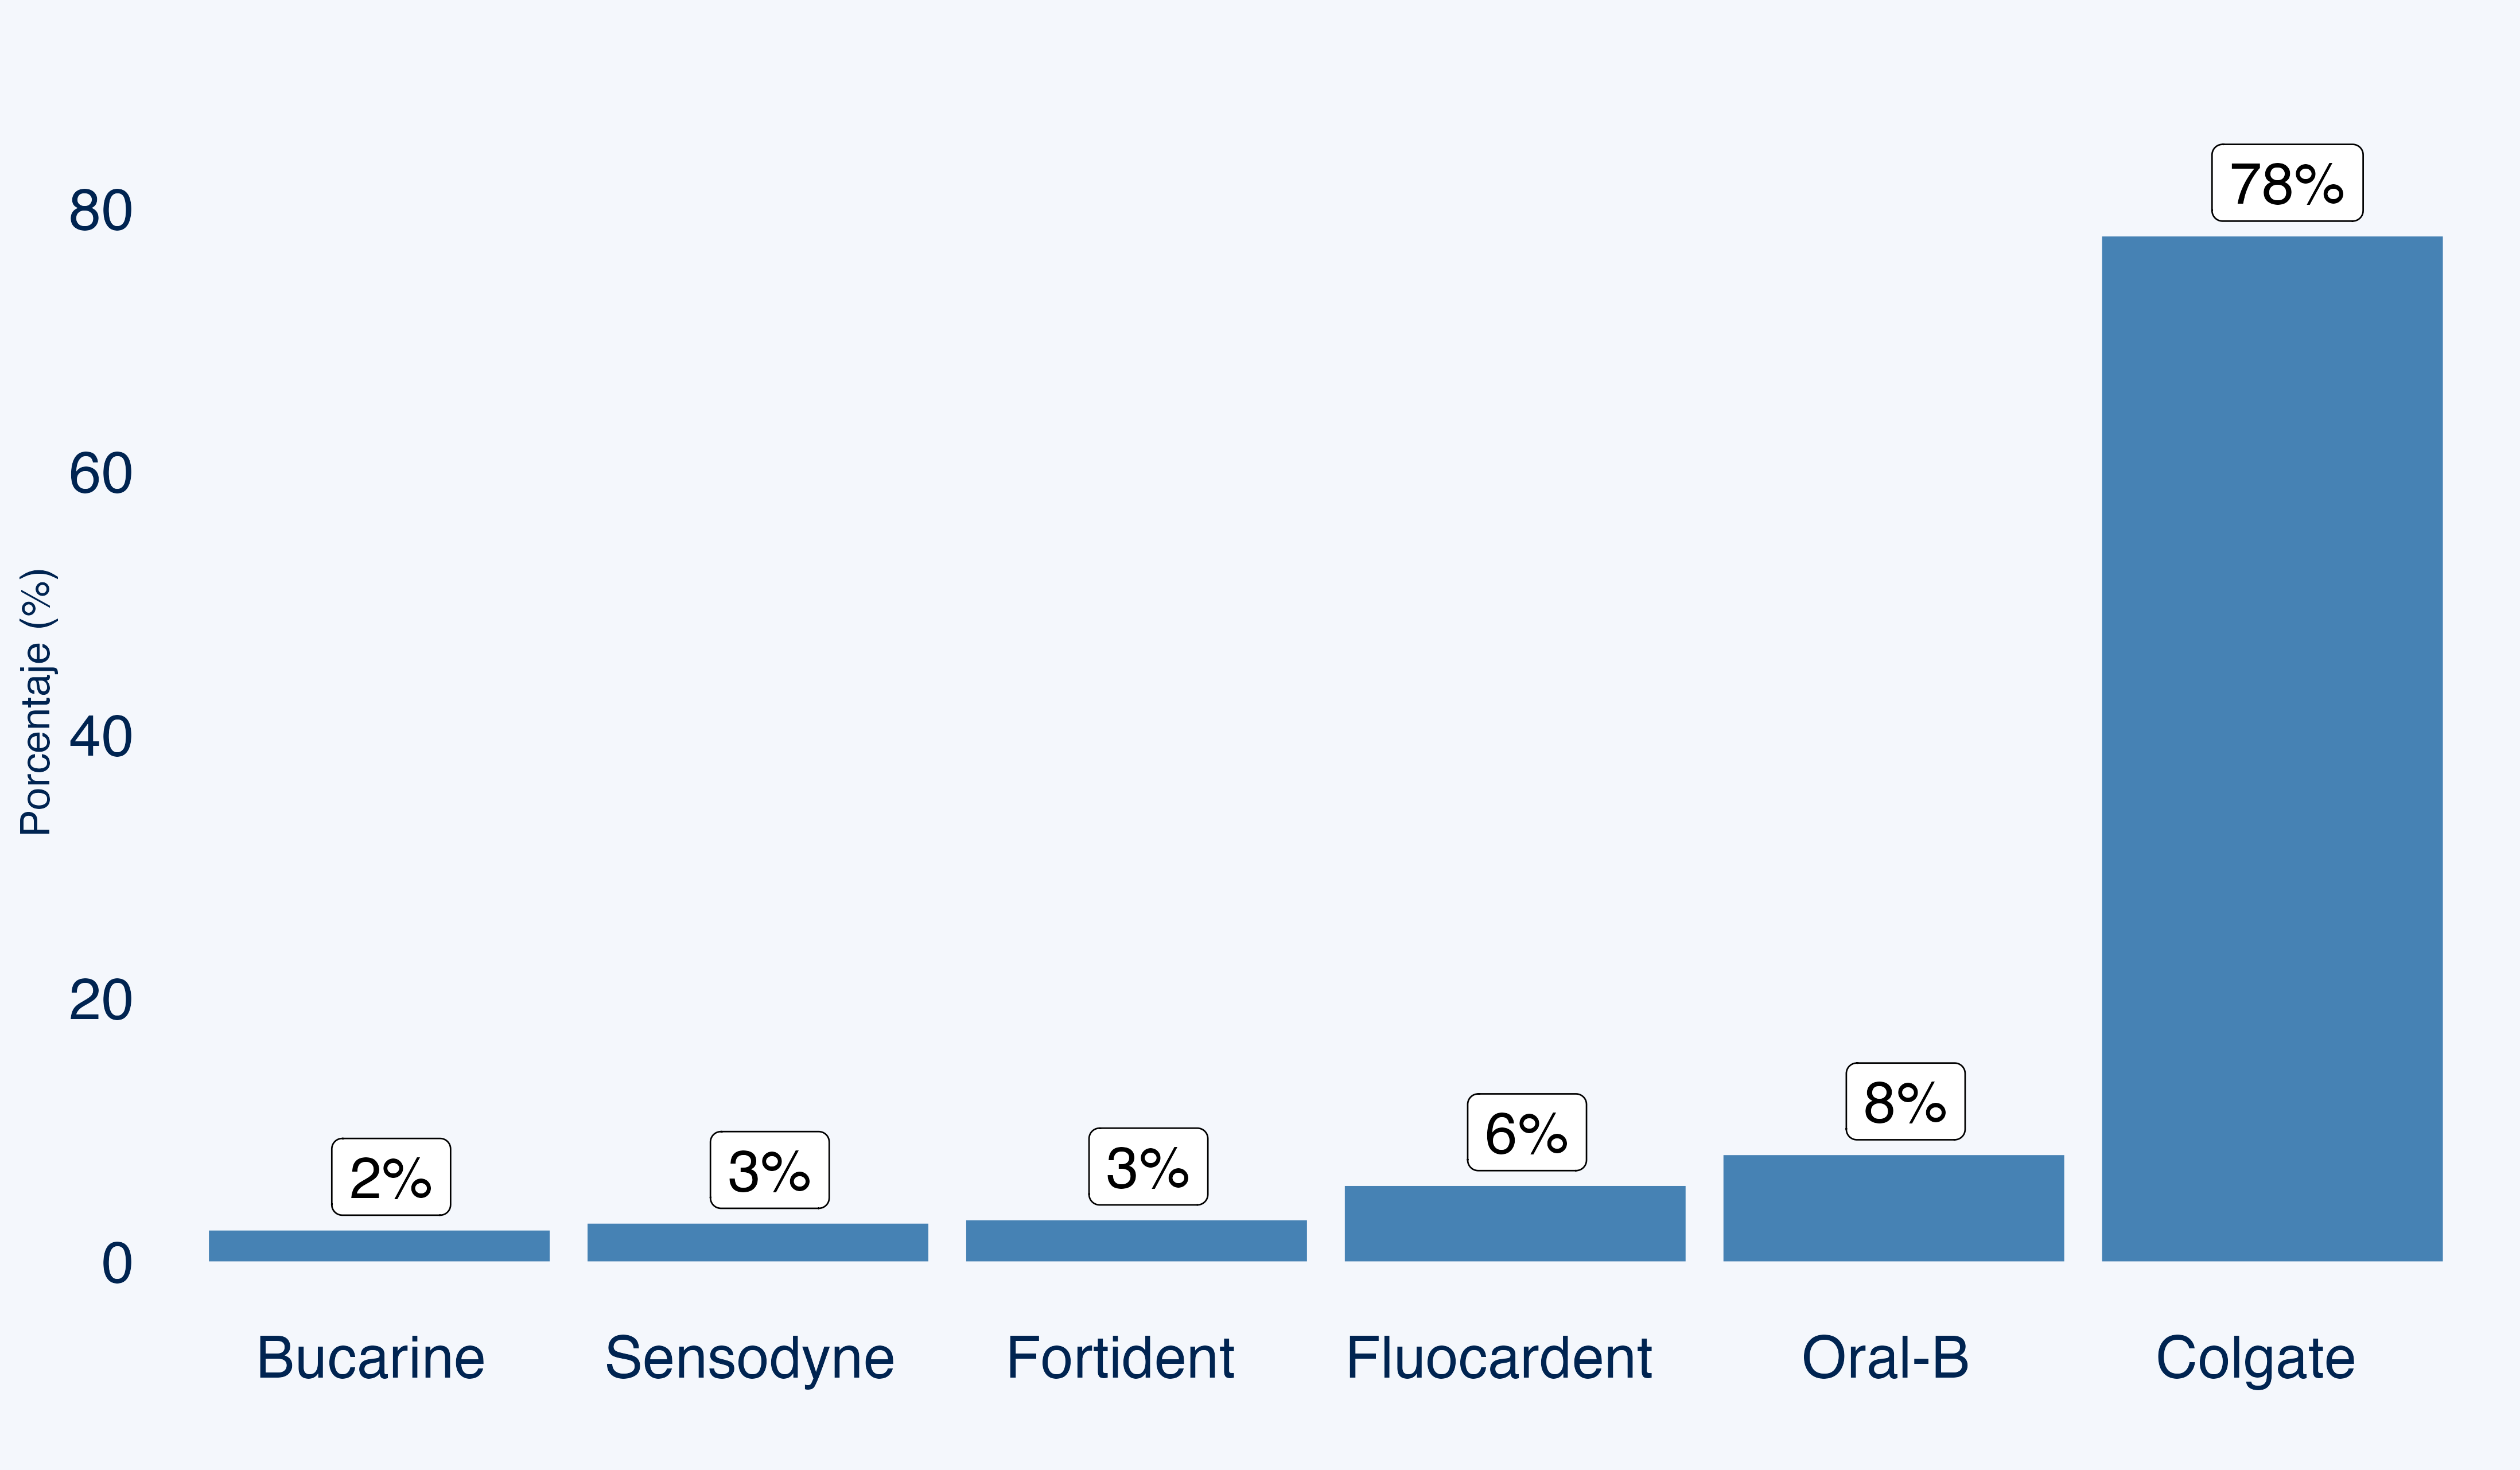 Porcentaje (%)
80
60
40
20
0
2%
3%
3%
6%
8%
78%
Bucarine
Sensodyne
Fortident
Fluocardent
Oral-B
Colgate